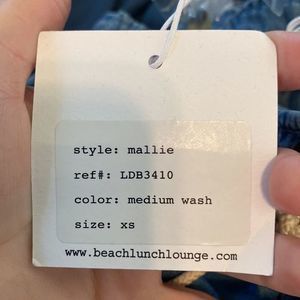 style: mallie
ref#: LDB3410
color: medium wash
size: xs
www.beachlunchlounge.com